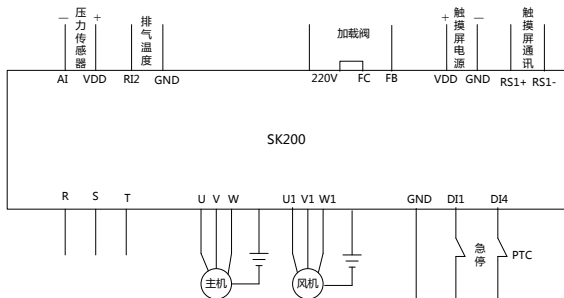 — 压力传感器 +
排气温度
加载阀
+ 触摸屏电源 —
触摸屏通讯
AI VDD RI2 GND 220V FC FB VDD GND RS1+ RS1-
SK200
R S T U V W U1 V1 W1 GND DI1 DI4
急停
PTC
主机
风机